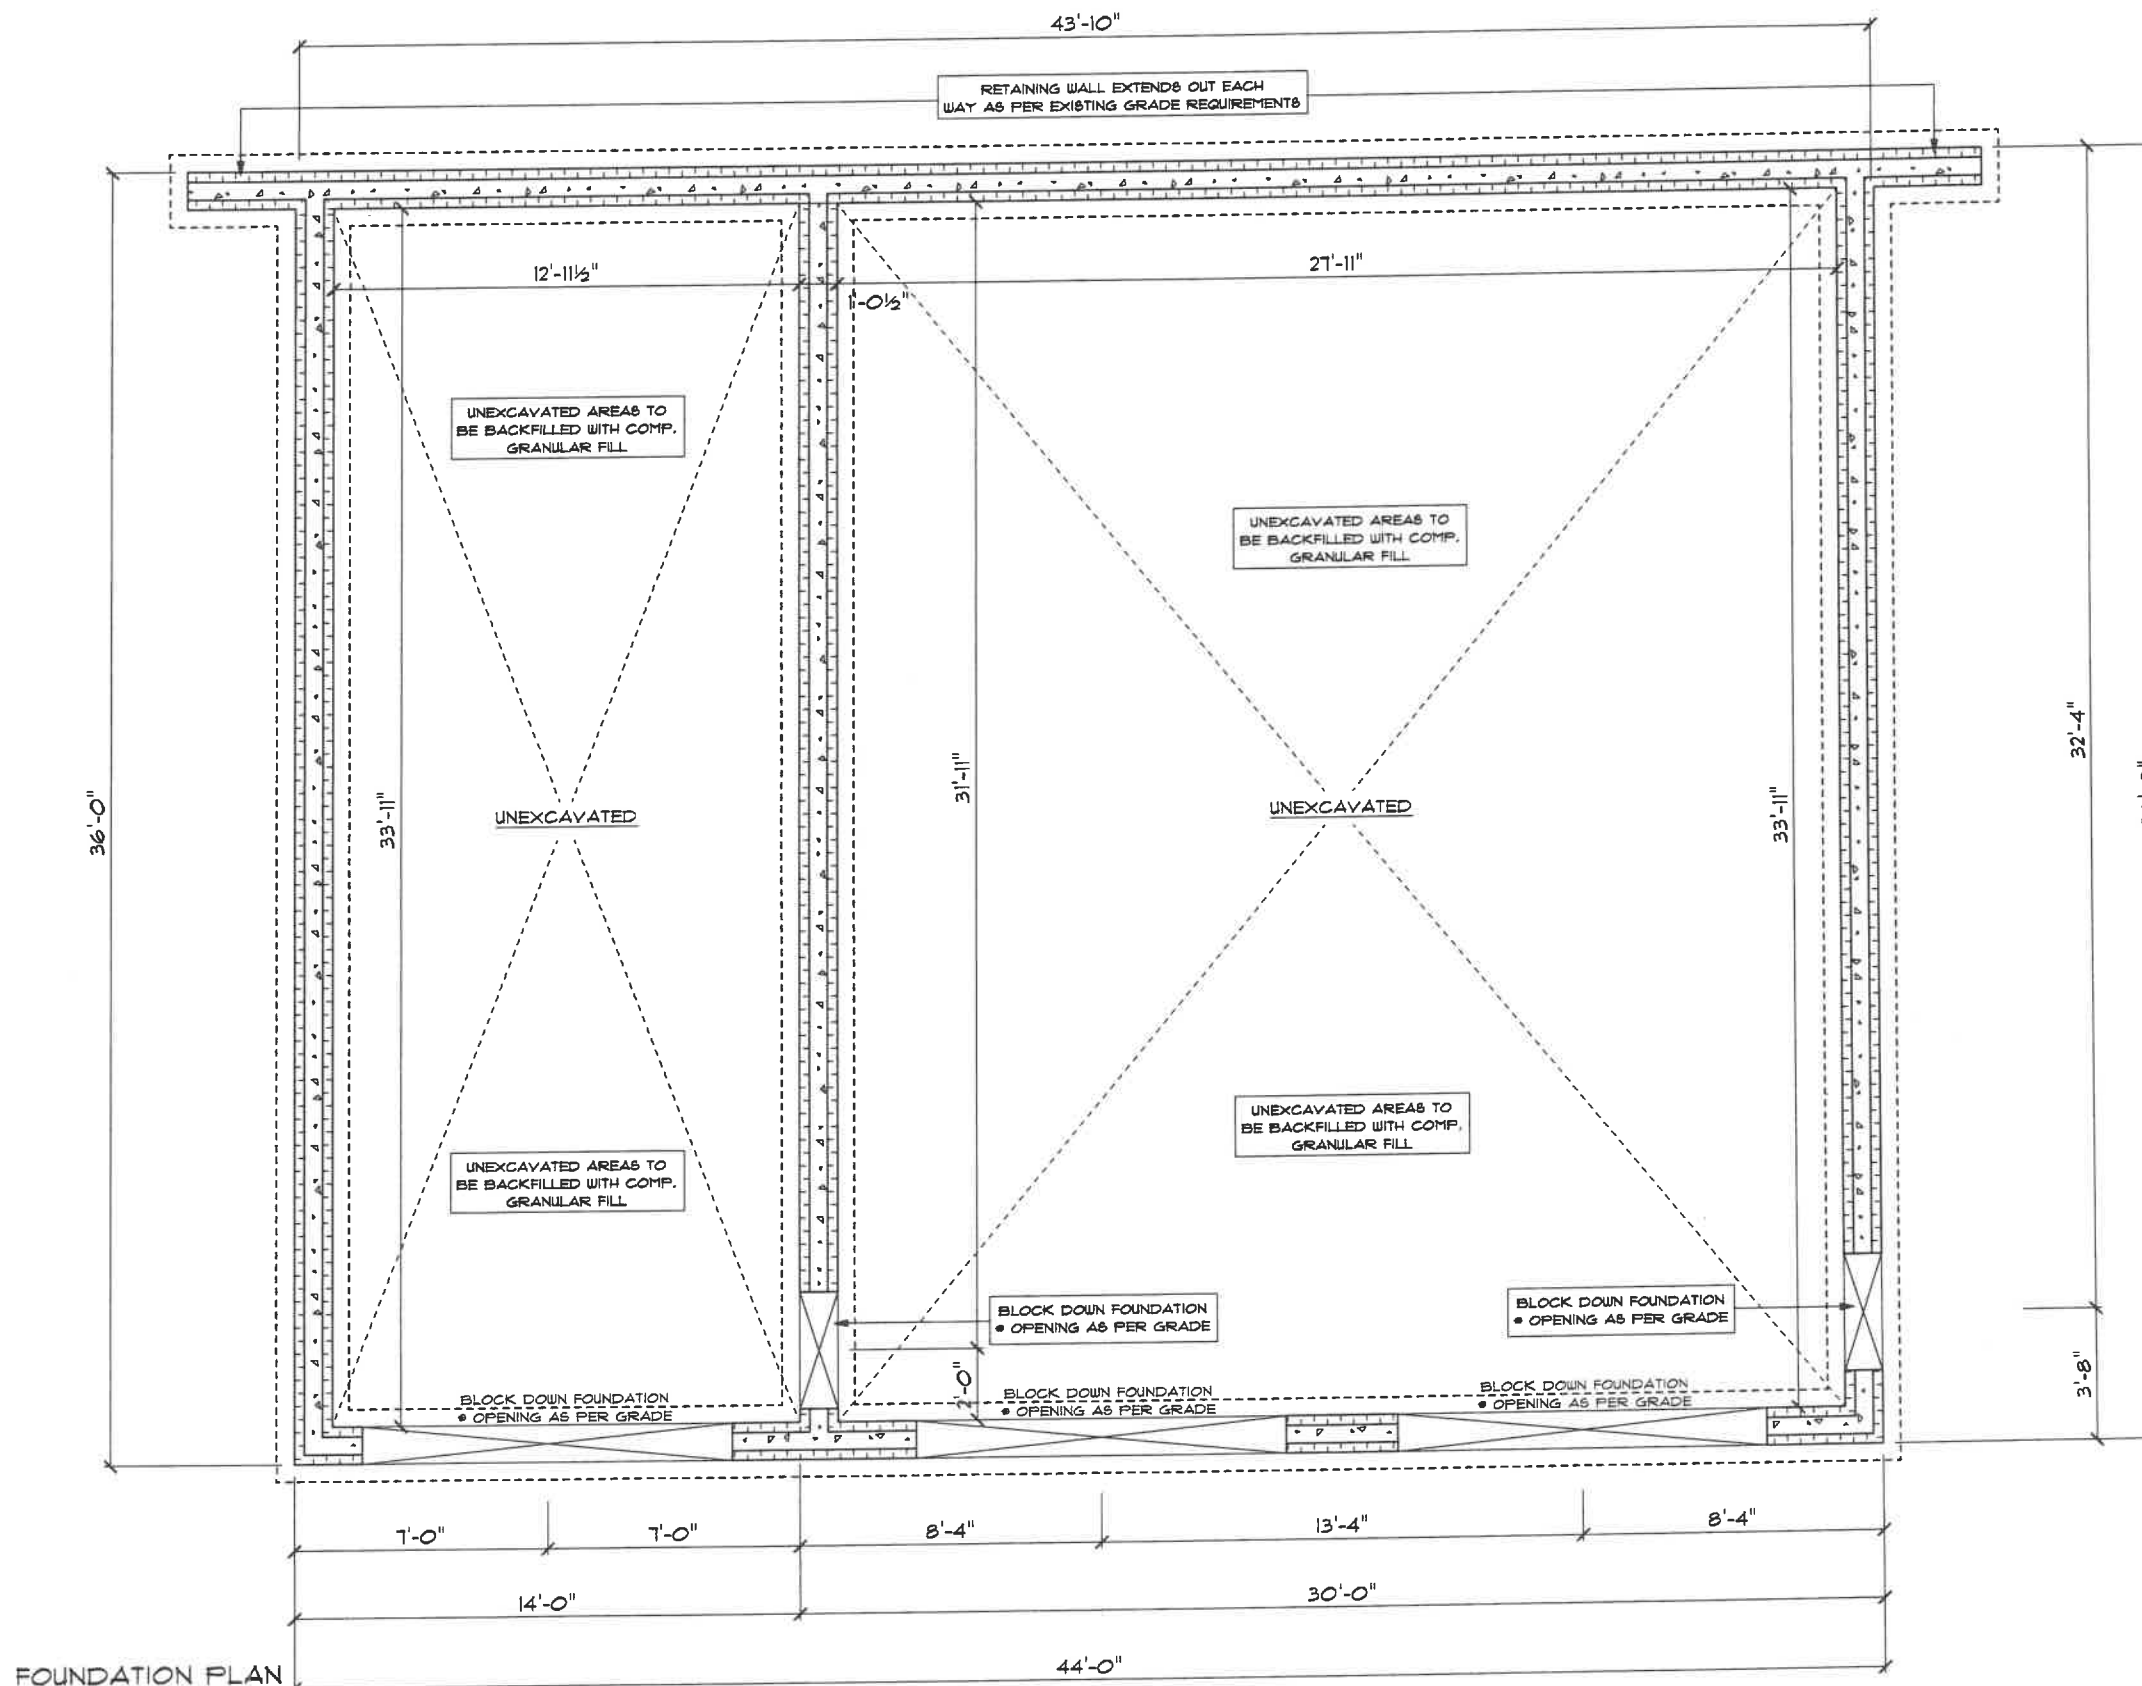 43'-10"
RETAINING WALL EXTENDS OUT EACH
WAY AS PER EXISTING GRADE REQUIREMENTS
12'-11½"
1'-0½"
27'-11"
UNEXCAVATED AREAS TO
BE BACKFILLED WITH COMP.
GRANULAR FILL
UNEXCAVATED AREAS TO
BE BACKFILLED WITH COMP.
GRANULAR FILL
36'-0"
33'-11"
UNEXCAVATED
31'-11"
UNEXCAVATED
33'-11"
32'-4"
UNEXCAVATED AREAS TO
BE BACKFILLED WITH COMP.
GRANULAR FILL
UNEXCAVATED AREAS TO
BE BACKFILLED WITH COMP.
GRANULAR FILL
BLOCK DOWN FOUNDATION
@ OPENING AS PER GRADE
BLOCK DOWN FOUNDATION
@ OPENING AS PER GRADE
2'-0"
3'-8"
BLOCK DOWN FOUNDATION
@ OPENING AS PER GRADE
BLOCK DOWN FOUNDATION
@ OPENING AS PER GRADE
BLOCK DOWN FOUNDATION
@ OPENING AS PER GRADE
7'-0"
7'-0"
8'-4"
13'-4"
8'-4"
14'-0"
30'-0"
44'-0"
FOUNDATION PLAN